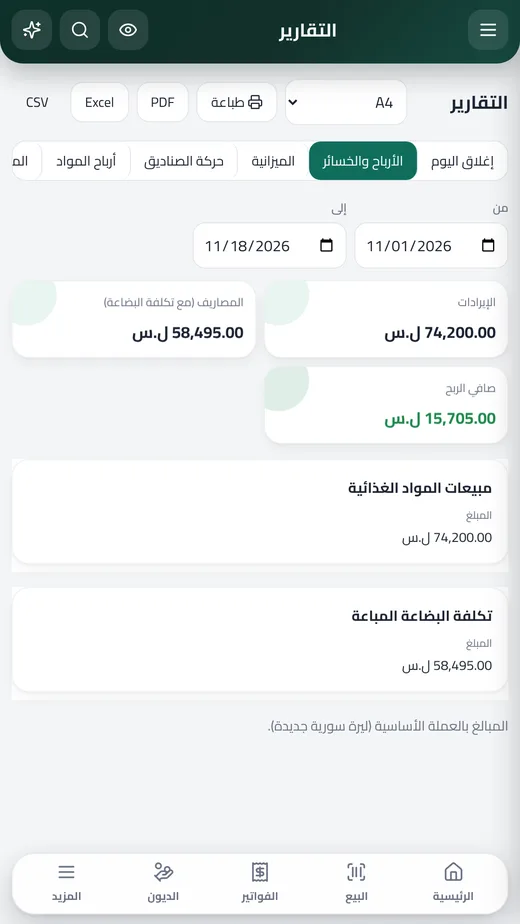 التقارير
التقارير
A4
طباعة
PDF
Excel
CSV
إغلاق اليوم
الأرباح والخسائر
الميزانية
حركة الصناديق
أرباح المواد
من
إلى
11/01/2026
11/18/2026
الإيرادات
74,200.00 ل.س
المصاريف (مع تكلفة البضاعة)
58,495.00 ل.س
صافي الربح
15,705.00 ل.س
مبيعات المواد الغذائية
المبلغ
74,200.00 ل.س
تكلفة البضاعة المباعة
المبلغ
58,495.00 ل.س
المبالغ بالعملة الأساسية (ليرة سورية جديدة).
الرئيسية
البيع
الفواتير
الديون
المزيد